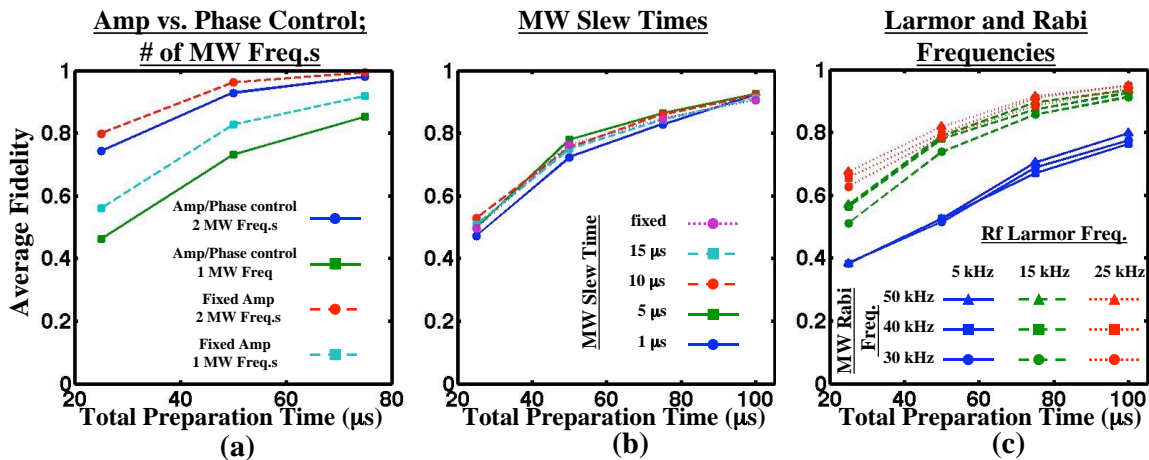 Amp vs. Phase Control;
# of MW Freq.s
MW Slew Times
Larmor and Rabi
Frequencies
Average Fidelity
1
0.8
0.6
0.4
0.2
0
20
40
60
80
Amp/Phase control
2 MW Freq.s
Amp/Phase control
1 MW Freq
Fixed Amp
2 MW Freq.s
Fixed Amp
1 MW Freq.s
Total Preparation Time (μs)
(a)
1
0.8
0.6
0.4
0.2
0
20
40
60
80
100
MW Slew Time
fixed
15 μs
10 μs
5 μs
1 μs
Total Preparation Time (μs)
(b)
1
0.8
0.6
0.4
0.2
0
20
40
60
80
100
Rf Larmor Freq.
5 kHz
15 kHz
25 kHz
MW Rabi
Freq.
50 kHz
40 kHz
30 kHz
Total Preparation Time (μs)
(c)